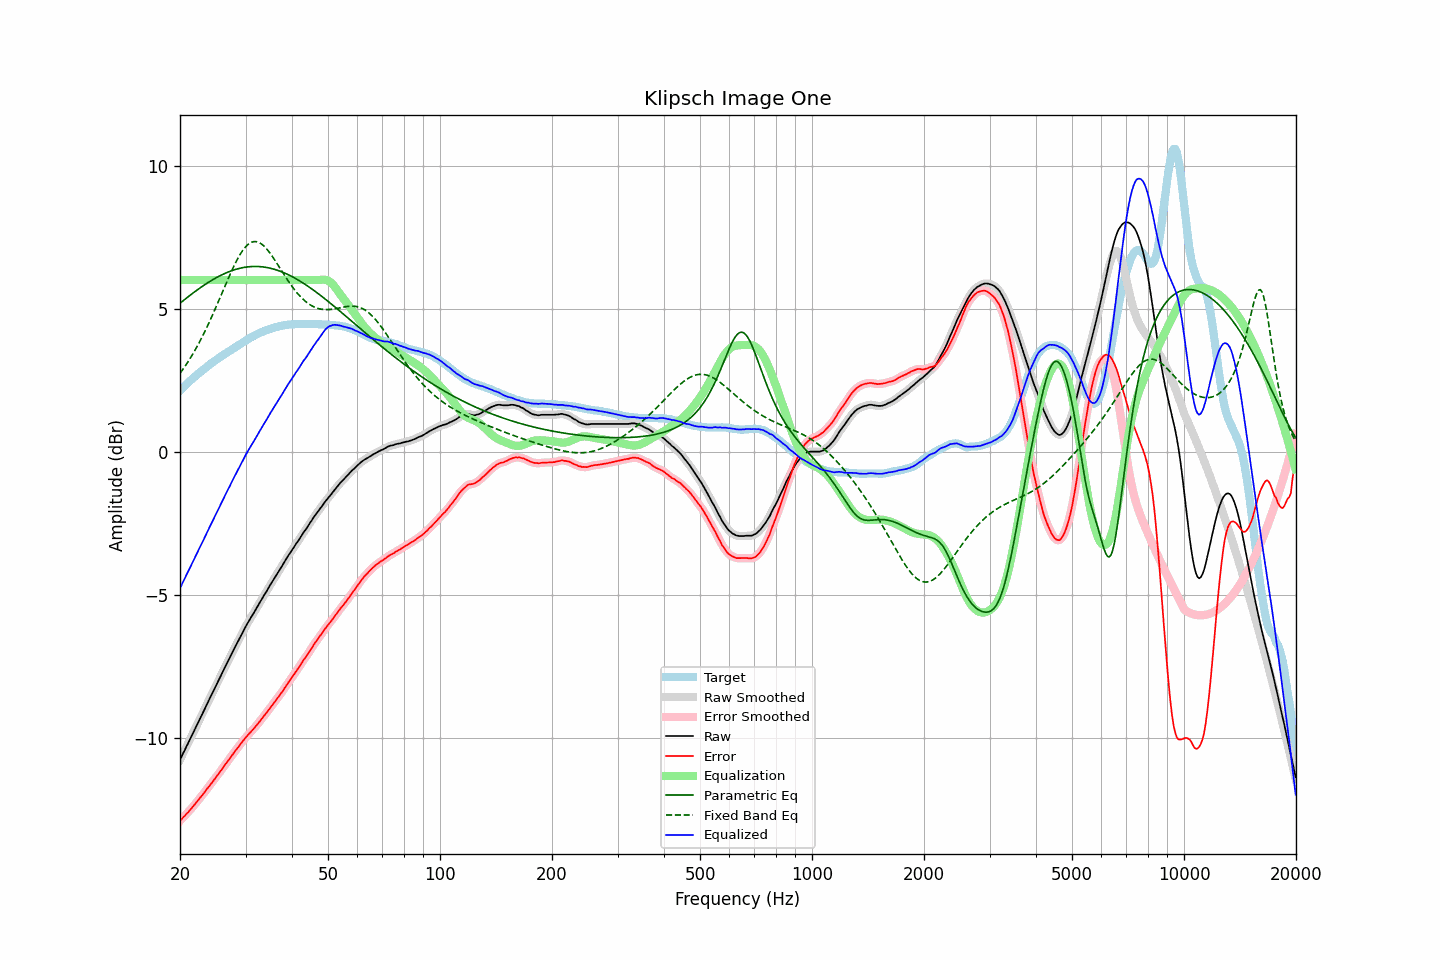 Klipsch Image One
Amplitude (dBr)
10
5
0
−5
−10
Target
Raw Smoothed
Error Smoothed
Raw
Error
Equalization
Parametric Eq
Fixed Band Eq
Equalized
20 50 100 200 500 1000 2000 5000 10000 20000
Frequency (Hz)